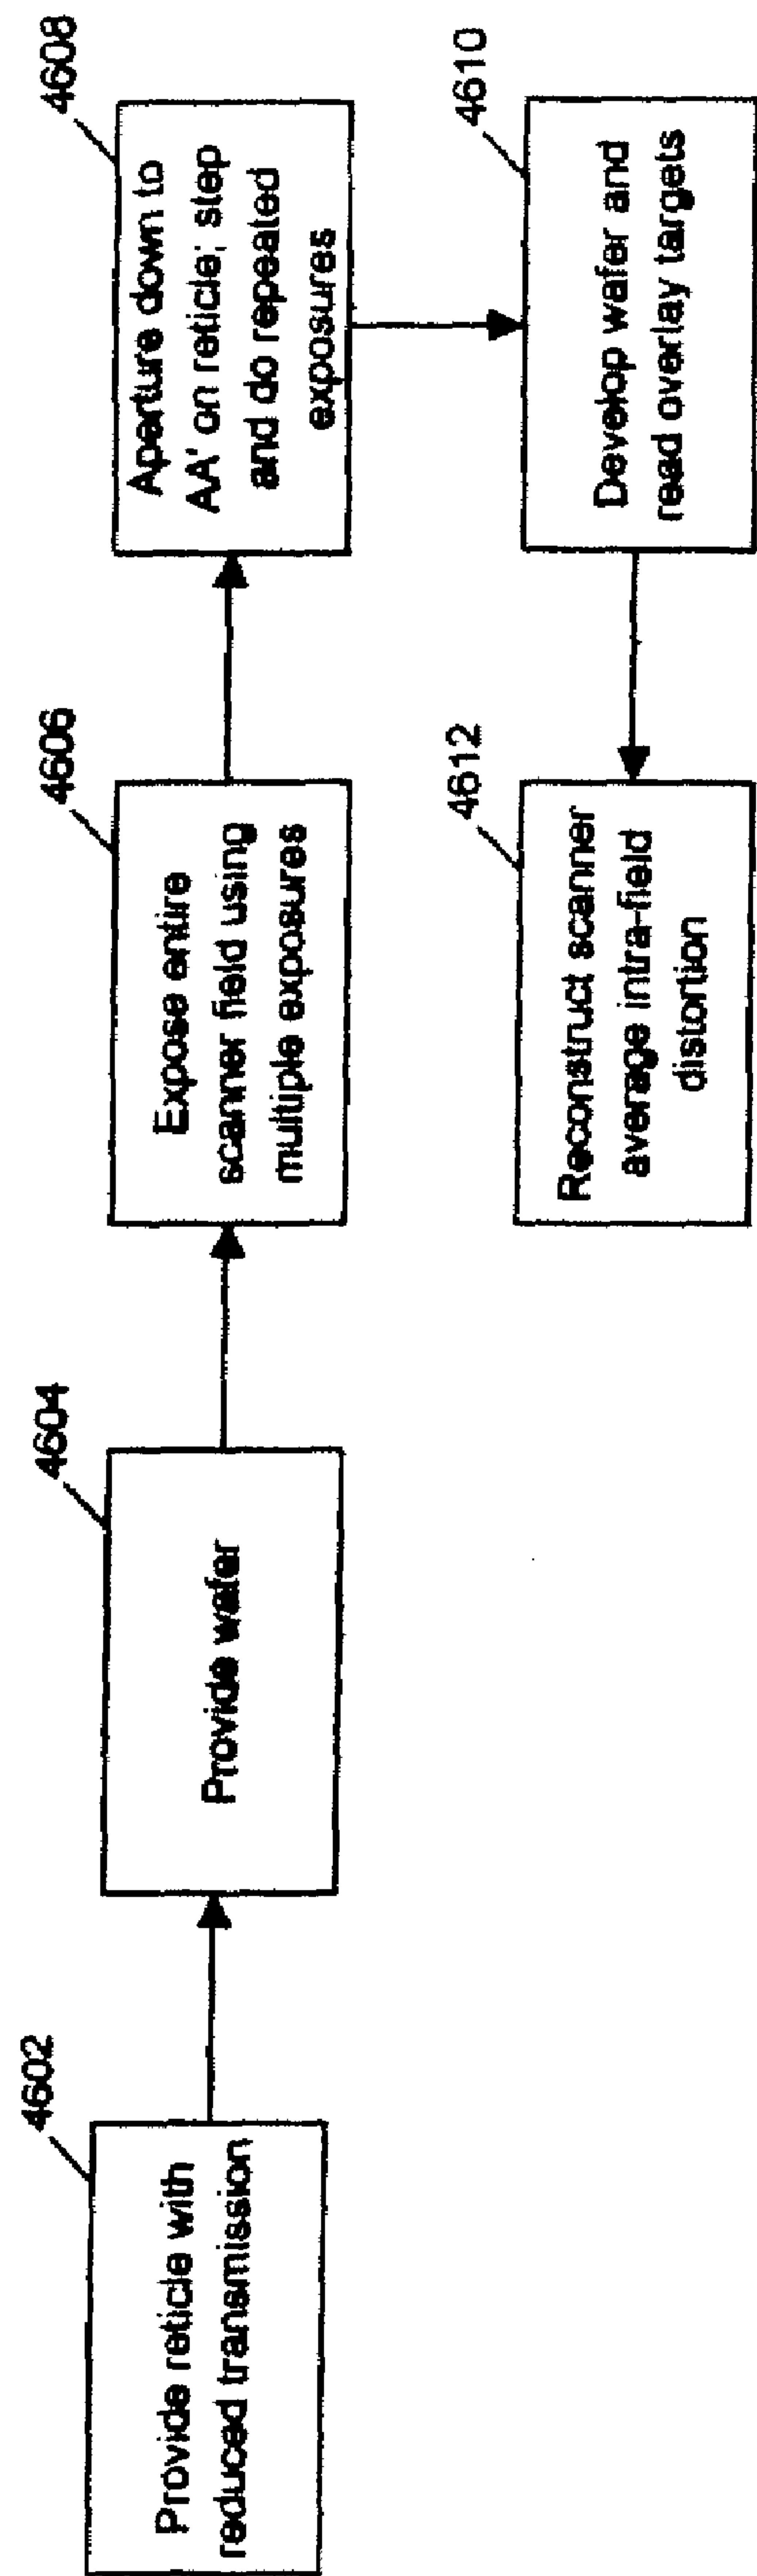 4602
Provide reticle with
reduced transmission
4604
Provide wafer
4606
Expose entire
scanner field using
multiple exposures
4608
Aperture down to
AA' on reticle; step
and do repeated
exposures
4610
Develop wafer and
read overlay targets
4612
Reconstruct scanner
average intra-field
distortion